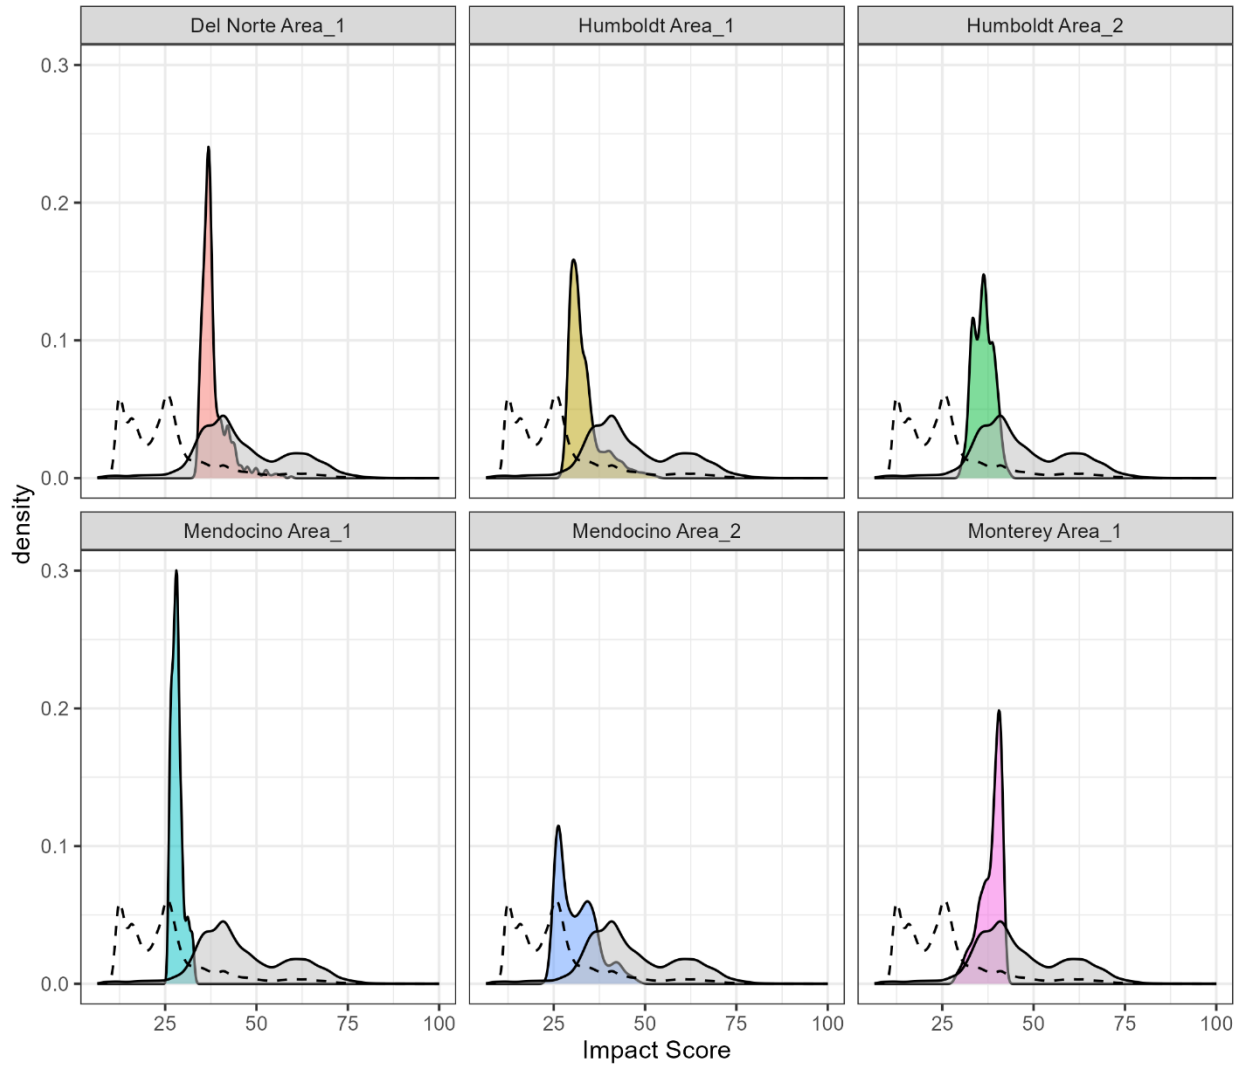 Del Norte Area_1
Humboldt Area_1
Humboldt Area_2
0.3
0.2
0.1
0.0
density
Mendocino Area_1
Mendocino Area_2
Monterey Area_1
0.3
0.2
0.1
0.0
25 50 75 100 25 50 75 100 25 50 75 100
Impact Score